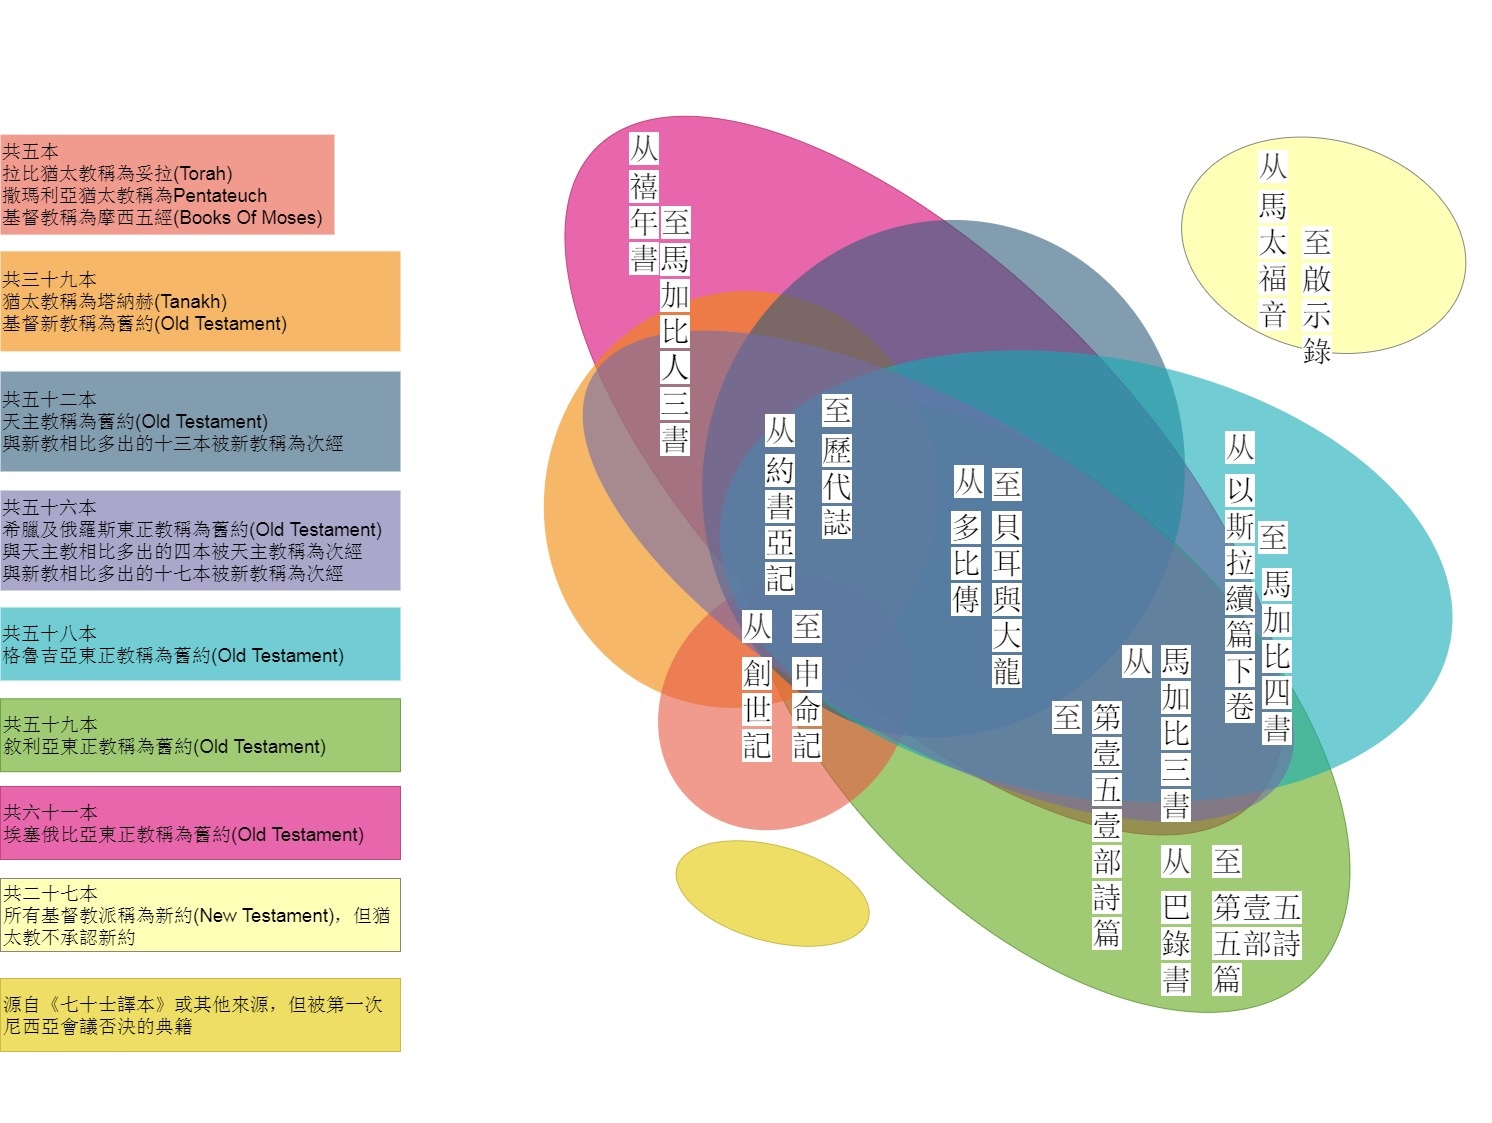 共五本
拉比猶太教稱為妥拉(Torah)
撒瑪利亞猶太教稱為Pentateuch
基督教稱為摩西五經(Books Of Moses)
共三十九本
猶太教稱為塔納赫(Tanakh)
基督新教稱為舊約(Old Testament)
共五十二本
天主教稱為舊約(Old Testament)
與新教相比多出的十三本被新教稱為次經
共五十六本
希臘及俄羅斯東正教稱為舊約(Old Testament)
與天主教相比多出的四本被天主教稱為次經
與新教相比多出的十七本被新教稱為次經
共五十八本
格魯吉亞東正教稱為舊約(Old Testament)
共五十九本
敘利亞東正教稱為舊約(Old Testament)
共六十一本
埃塞俄比亞東正教稱為舊約(Old Testament)
共二十七本
所有基督教派稱為新約(New Testament)，但猶
太教不承認新約
源自《七十士譯本》或其他來源，但被第一次
尼西亞會議否決的典籍
从禧年書
至馬加比人三書
从馬太福音
至啟示錄
从約書亞記
至歷代誌
从創世記
至申命記
从多比傳
至貝耳與大龍
从以斯拉續篇下卷
至馬加比四書
从馬加比三書
至第壹五壹部詩篇
从巴錄書
至
第壹五
五部詩
篇